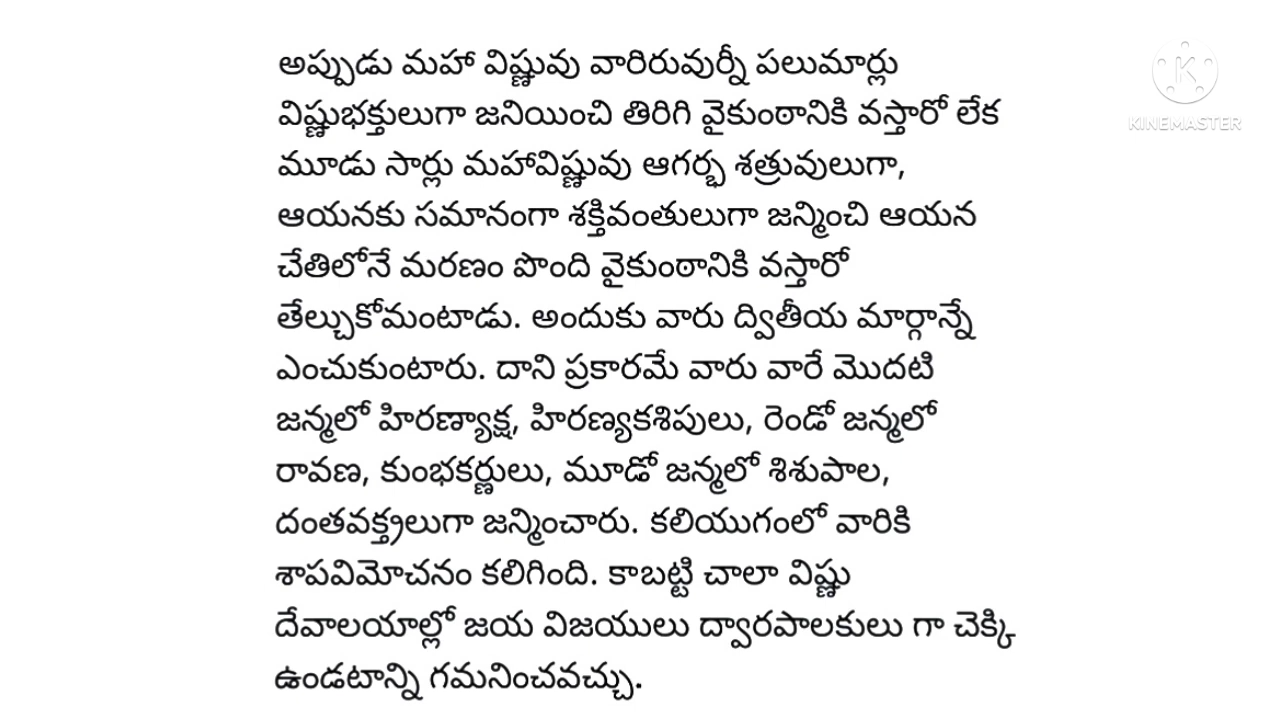 అప్పుడు మహా విష్ణువు వారిరువుర్నీ పలుమార్లు
విష్ణుభక్తులుగా జనియించి తిరిగి వైకుంఠానికి వస్తారో లేక
మూడు సార్లు మహావిష్ణువు ఆగర్భ శత్రువులుగా,
ఆయనకు సమానంగా శక్తివంతులుగా జన్మించి ఆయన
చేతిలోనే మరణం పొంది వైకుంఠానికి వస్తారో
తేల్చుకోమంటాడు. అందుకు వారు ద్వితీయ మార్గాన్నే
ఎంచుకుంటారు. దాని ప్రకారమే వారు వారే మొదటి
జన్మలో హిరణ్యాక్ష, హిరణ్యకశిపులు, రెండో జన్మలో
రావణ, కుంభకర్ణులు, మూడో జన్మలో శిశుపాల,
దంతవక్త్రలుగా జన్మించారు. కలియుగంలో వారికి
శాపవిమోచనం కలిగింది. కాబట్టి చాలా విష్ణు
దేవాలయాల్లో జయ విజయులు ద్వారపాలకులు గా చెక్కి
ఉండటాన్ని గమనించవచ్చు.
K
KINEMASTER